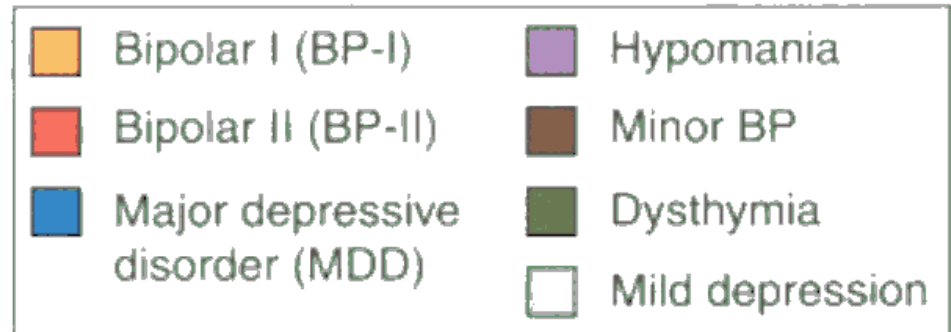 Bipolar I (BP-I)
Bipolar II (BP-II)
Major depressive
disorder (MDD)
Hypomania
Minor BP
Dysthymia
Mild depression